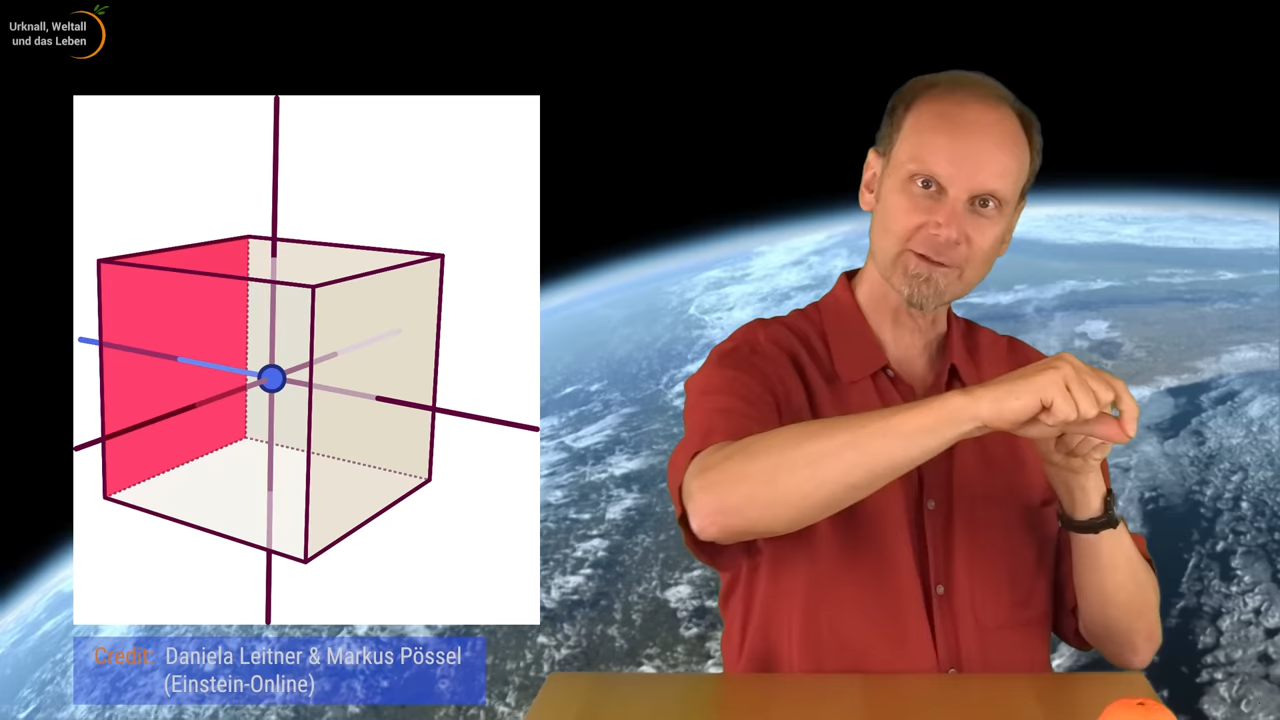 Urknall, Weltall
und das Leben
Credit: Daniela Leitner & Markus Pössel
(Einstein-Online)